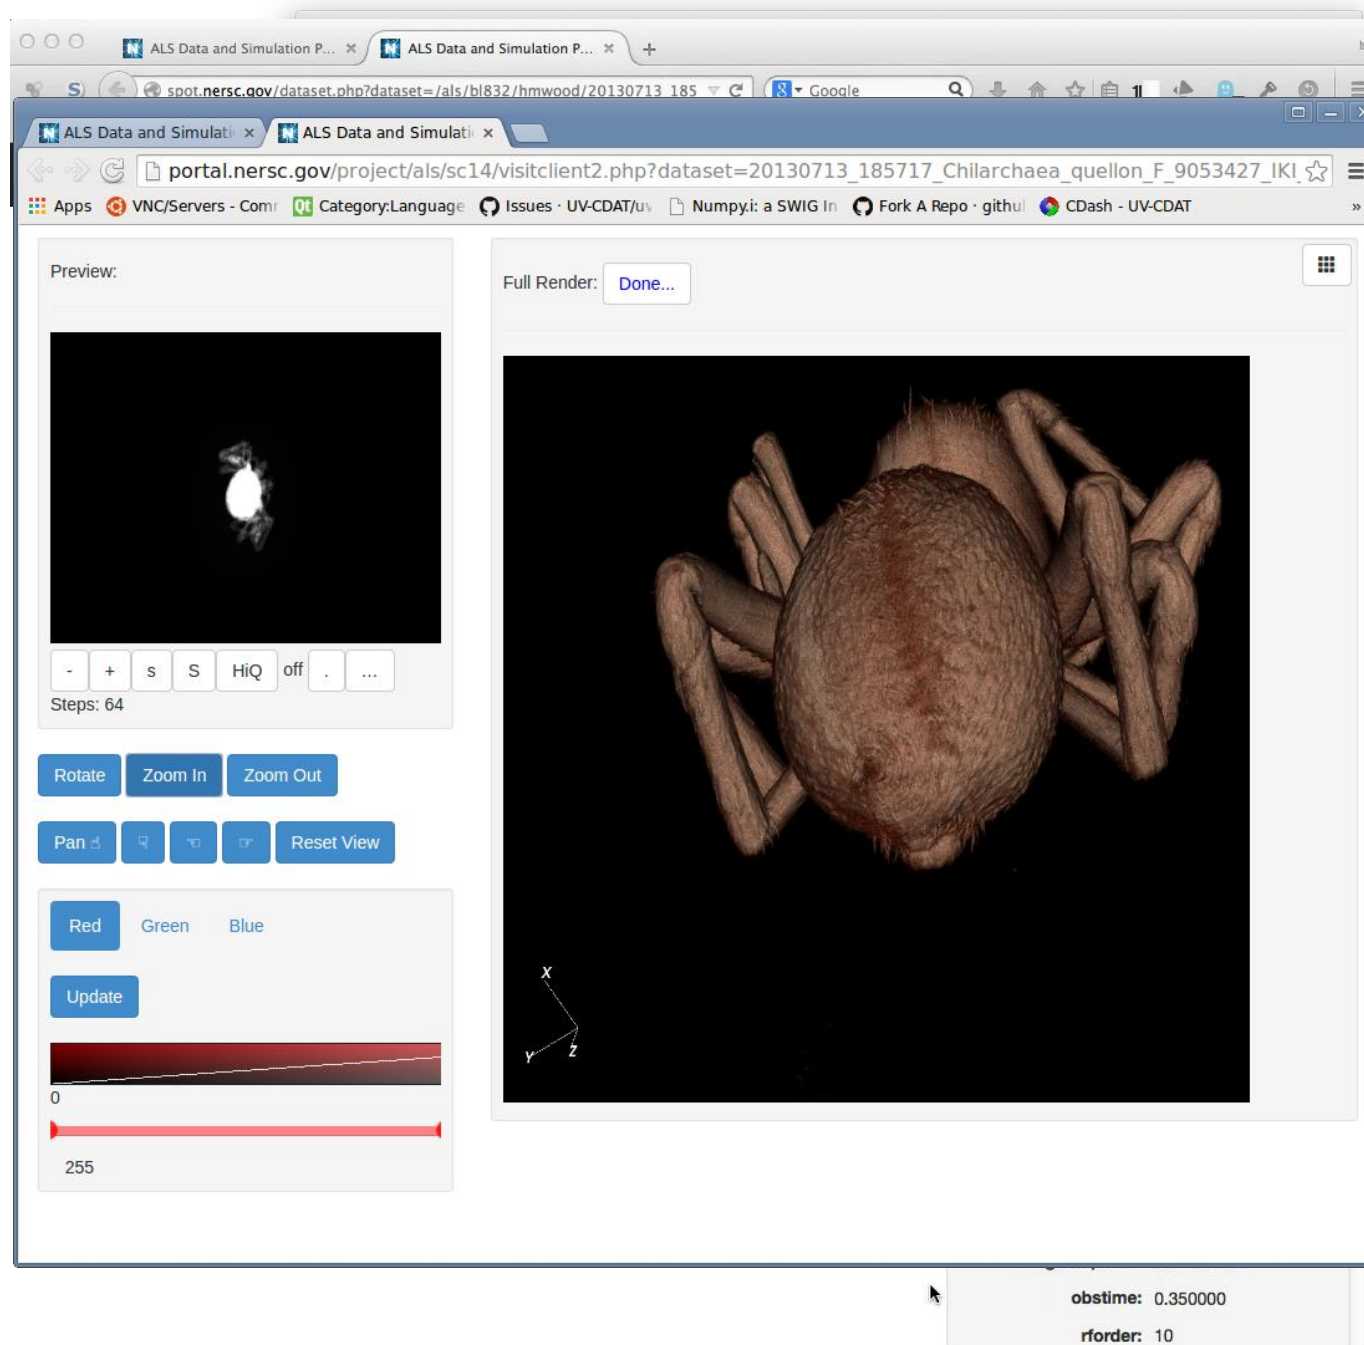 ALS Data and Simulation P... × ALS Data and Simulation P... × +
S) spot.nersc.gov/dataset.php?dataset=/als/bl832/hmwood/20130713_185 Google
ALS Data and Simulati × ALS Data and Simulati ×
portal.nersc.gov/project/als/sc14/visitclient2.php?dataset=20130713_185717_Chilarchaea_quellon_F_9053427_IKI_
Apps VNC/Servers - Com Category:Language Issues · UV-CDAT/uv Numpy.i: a SWIG In Fork A Repo · githu CDash - UV-CDAT »
Preview:
Full Render: Done...
- + s S HiQ off . ...
Steps: 64
Rotate Zoom In Zoom Out
Pan Reset View
Red Green Blue
Update
0
255
X
Y Z
obstime: 0.350000
rforder: 10